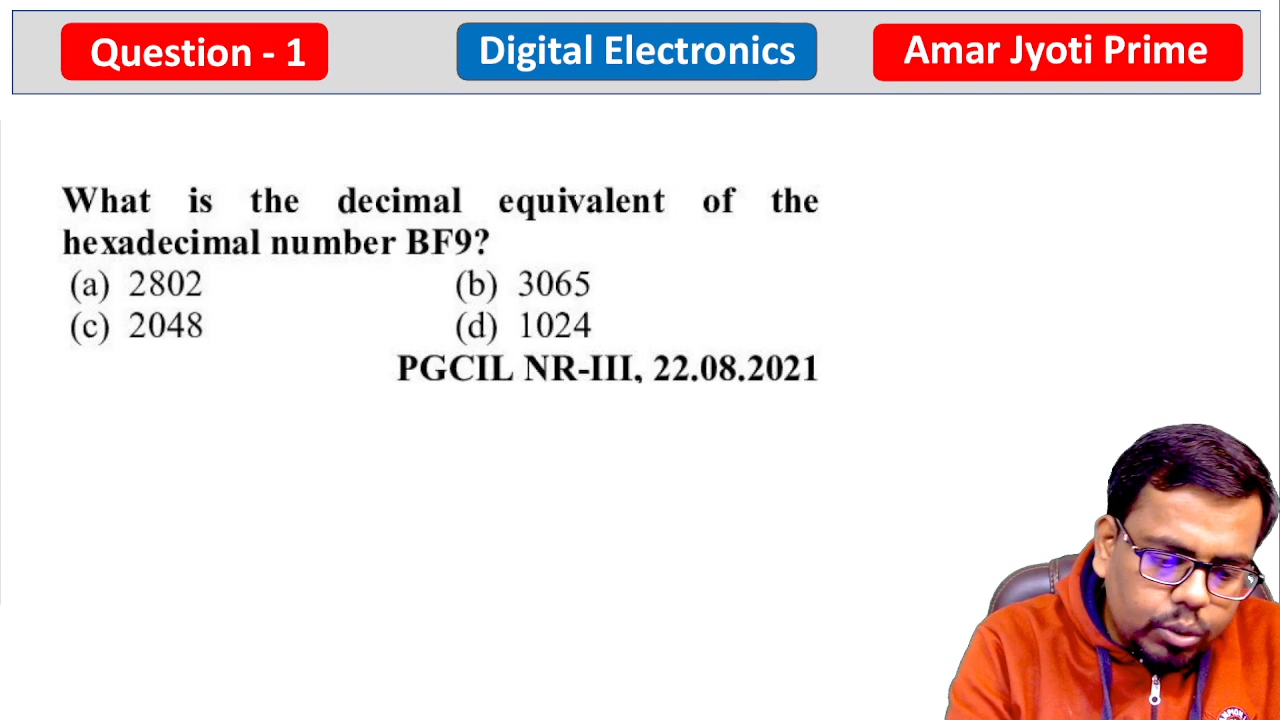 Question - 1 Digital Electronics Amar Jyoti Prime
What is the decimal equivalent of the
hexadecimal number BF9?
(a) 2802 (b) 3065
(c) 2048 (d) 1024
PGCIL NR-III, 22.08.2021